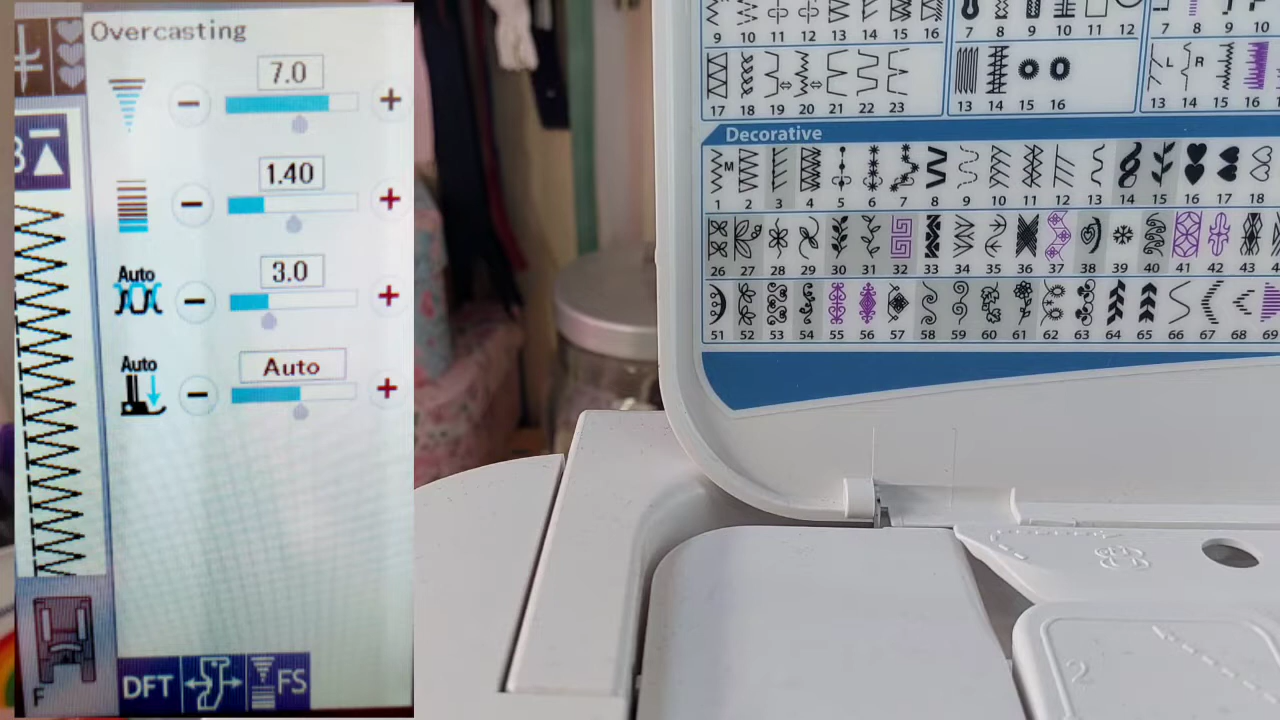 Overcasting
7.0
1.40
Auto
3.0
Auto
Auto
F
DFT
FS
9 10 11 12 13 14 15 16
7 8 9 10 11 12
7 8 9 10
L R
17 18 19 20 21 22 23
13 14 15 16
13 14 15 16
Decorative
M
1 2 3 4 5 6 7 8 9 10 11 12 13 14 15 16 17 18
26 27 28 29 30 31 32 33 34 35 36 37 38 39 40 41 42 43
51 52 53 54 55 56 57 58 59 60 61 62 63 64 65 66 67 68 69
2